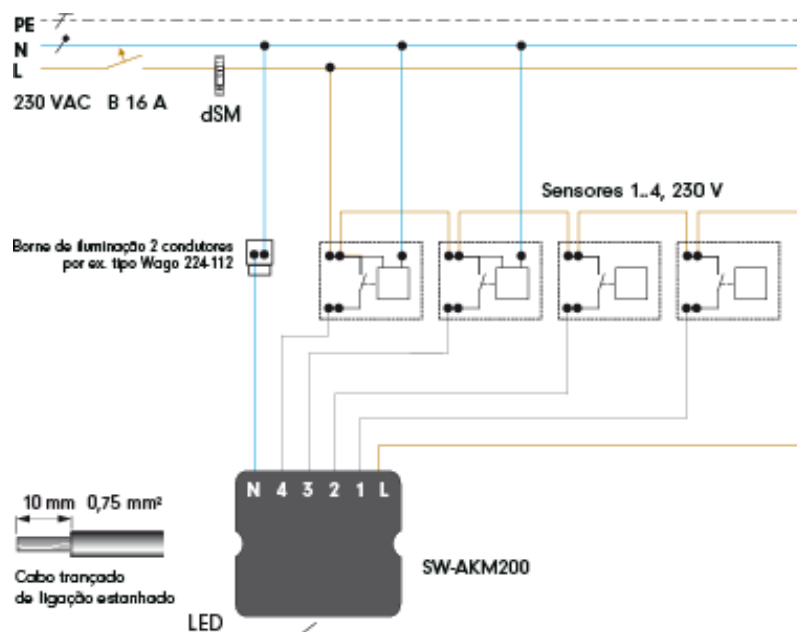 PE
N
L
230 VAC B 16 A
dSM
Sensores 1...4, 230 V
Borne de iluminação 2 condutores
por ex. tipo Wago 224-112
N 4 3 2 1 L
10 mm 0,75 mm²
SW-AKM200
Cabo trançado
de ligação estanhado
LED